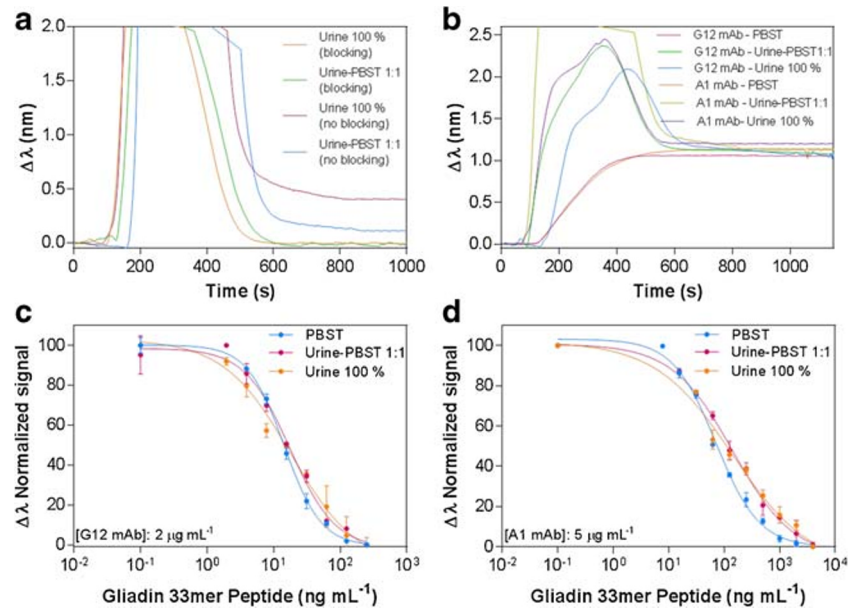 a
2.0
1.5
1.0
0.5
0.0
Δλ (nm)
0
200
400
600
800
1000
Time (s)
Urine 100 %
(blocking)
Urine-PBST 1:1
(blocking)
Urine 100 %
(no blocking)
Urine-PBST 1:1
(no blocking)
b
2.5
2.0
1.5
1.0
0.5
0.0
Δλ (nm)
0
200
400
600
800
1000
Time (s)
G12 mAb - PBST
G12 mAb - Urine-PBST1:1
G12 mAb - Urine 100 %
A1 mAb - PBST
A1 mAb - Urine-PBST1:1
A1 mAb- Urine 100 %
c
100
80
60
40
20
0
Δλ Normalized signal
PBST
Urine-PBST 1:1
Urine 100 %
[G12 mAb]: 2 μg mL⁻¹
10⁻²
10⁻¹
10⁰
10¹
10²
10³
Gliadin 33mer Peptide (ng mL⁻¹)
d
100
80
60
40
20
0
Δλ Normalized signal
PBST
Urine-PBST 1:1
Urine 100 %
[A1 mAb]: 5 μg mL⁻¹
10⁻²
10⁻¹
10⁰
10¹
10²
10³
10⁴
Gliadin 33mer Peptide (ng mL⁻¹)